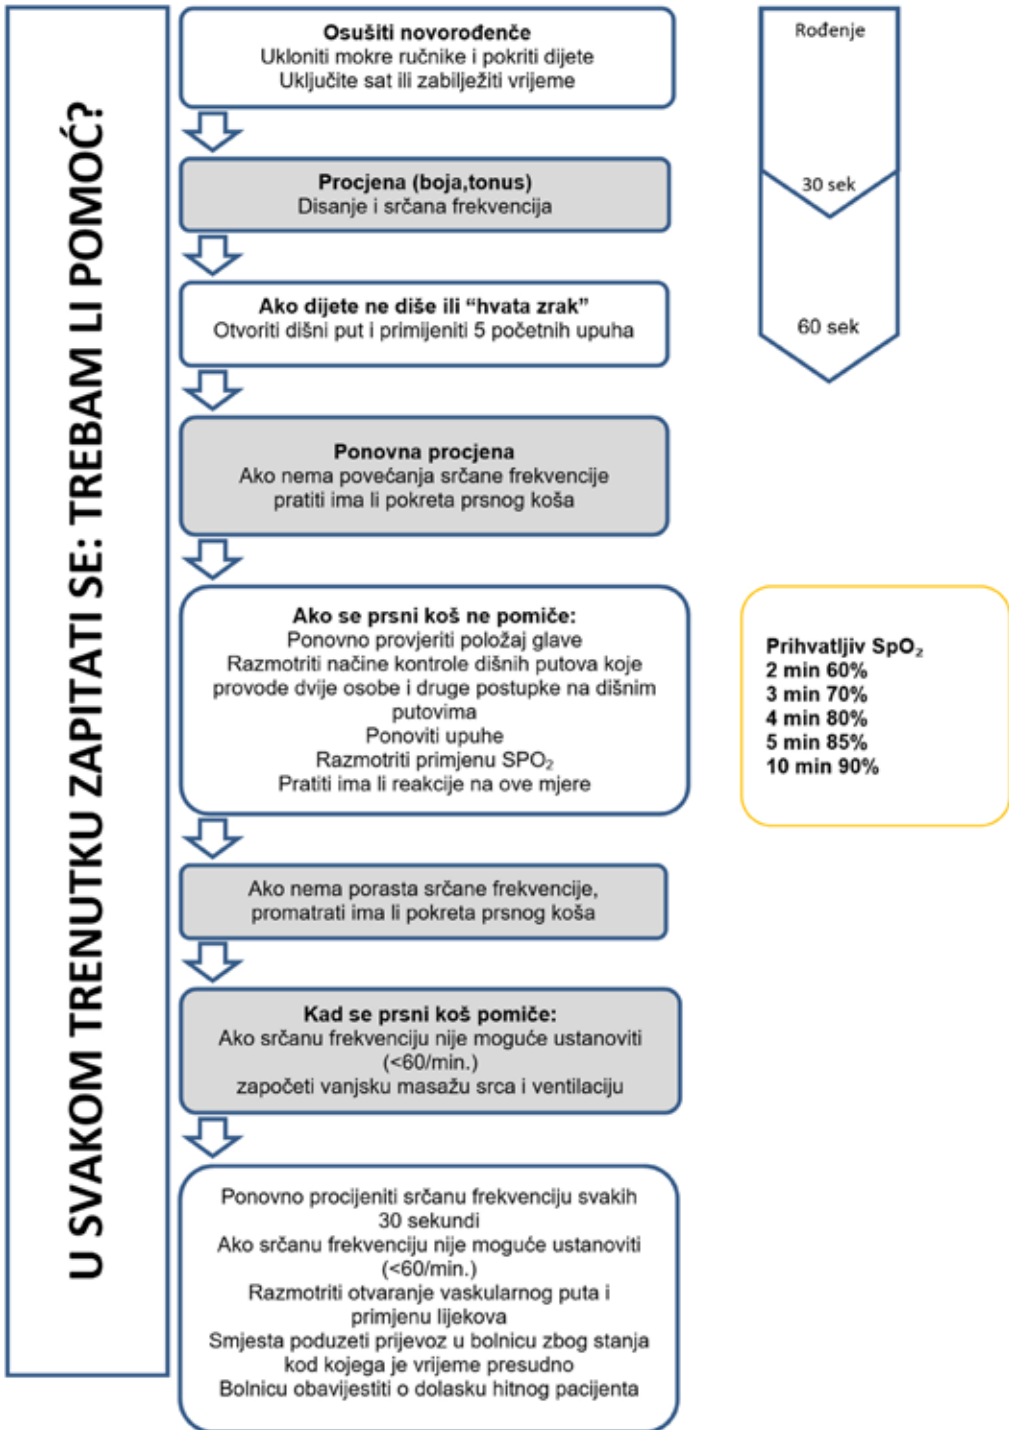 U SVAKOM TRENUTKU ZAPITATI SE: TREBAM LI POMOĆ?
Osušiti novorođenče
Ukloniti mokre ručnike i pokriti dijete
Uključite sat ili zabilježiti vrijeme
Rođenje
Procjena (boja,tonus)
Disanje i srčana frekvencija
30 sek
Ako dijete ne diše ili “hvata zrak”
Otvoriti dišni put i primijeniti 5 početnih upuha
60 sek
Ponovna procjena
Ako nema povećanja srčane frekvencije
pratiti ima li pokreta prsnog koša
Ako se prsni koš ne pomiče:
Ponovno provjeriti položaj glave
Razmotriti načine kontrole dišnih putova koje
provode dvije osobe i druge postupke na dišnim
putovima
Ponoviti upuhe
Razmotriti primjenu SPO₂
Pratiti ima li reakcije na ove mjere
Prihvatljiv SpO₂
2 min 60%
3 min 70%
4 min 80%
5 min 85%
10 min 90%
Ako nema porasta srčane frekvencije,
promatrati ima li pokreta prsnog koša
Kad se prsni koš pomiče:
Ako srčanu frekvenciju nije moguće ustanoviti
(<60/min.)
započeti vanjsku masažu srca i ventilaciju
Ponovno procijeniti srčanu frekvenciju svakih
30 sekundi
Ako srčanu frekvenciju nije moguće ustanoviti
(<60/min.)
Razmotriti otvaranje vaskularnog puta i
primjenu lijekova
Smjesta poduzeti prijevoz u bolnicu zbog stanja
kod kojega je vrijeme presudno
Bolnicu obavijestiti o dolasku hitnog pacijenta